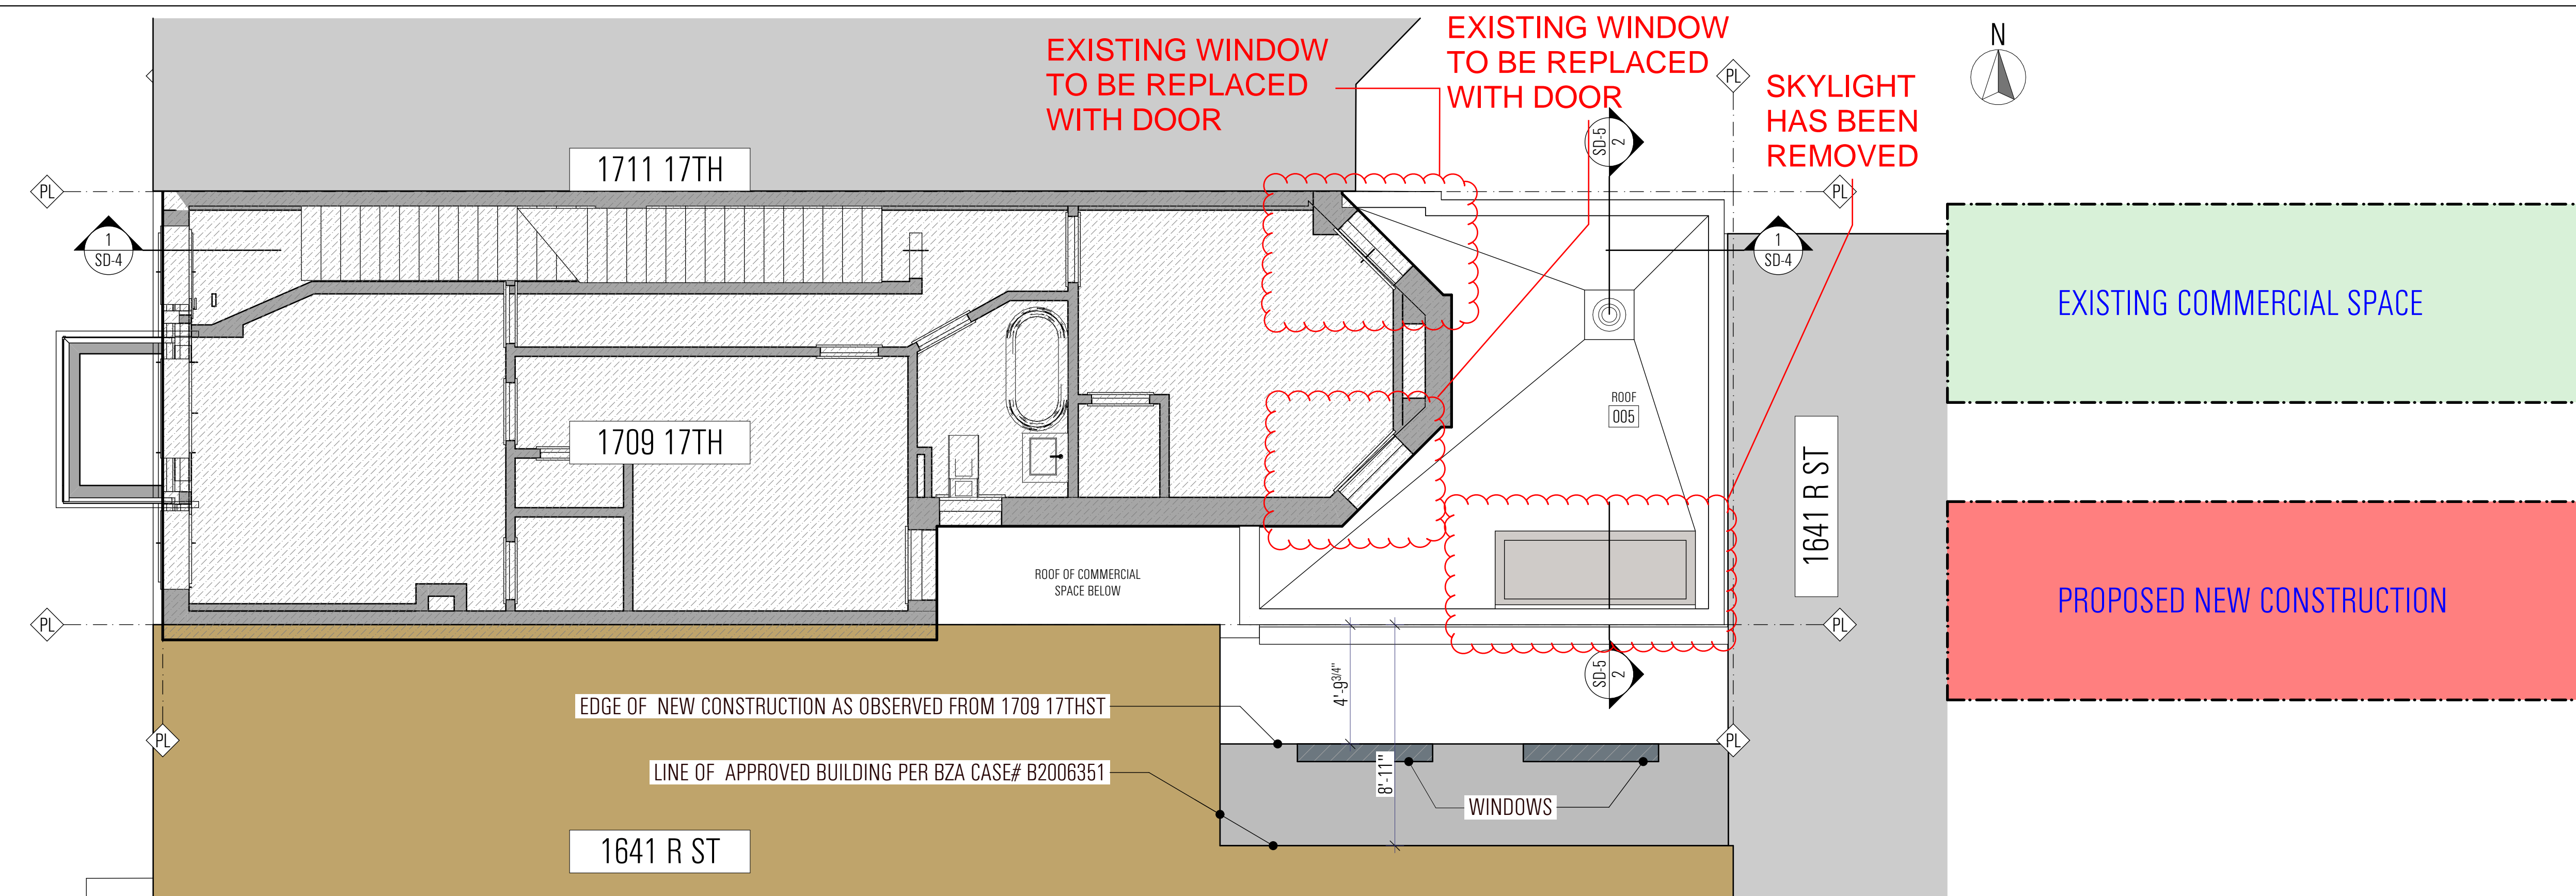 EXISTING WINDOW
TO BE REPLACED
WITH DOOR
EXISTING WINDOW
TO BE REPLACED
WITH DOOR
SKYLIGHT
HAS BEEN
REMOVED
N
PL
SD-5
2
1711 17TH
PL
PL
1
SD-4
1
SD-4
EXISTING COMMERCIAL SPACE
ROOF
005
1709 17TH
1641 R ST
ROOF OF COMMERCIAL
SPACE BELOW
PROPOSED NEW CONSTRUCTION
PL
PL
SD-5
2
4'-9 3/4"
EDGE OF NEW CONSTRUCTION AS OBSERVED FROM 1709 17THST
PL
PL
LINE OF APPROVED BUILDING PER BZA CASE# B2006351
8'-11"
WINDOWS
1641 R ST